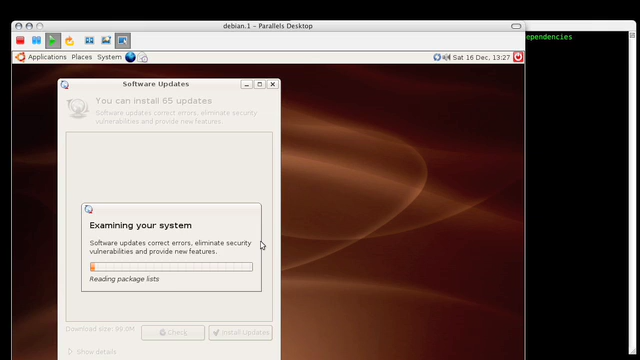 debian.1 – Parallels Desktop
ependencies
Applications Places System
Sat 16 Dec, 13:27
Software Updates
You can install 65 updates
Software updates correct errors, eliminate security
vulnerabilities and provide new features.
Examining your system
Software updates correct errors, eliminate security
vulnerabilities and provide new features.
Reading package lists
Download size: 99.0M
Check
Install Updates
Show details